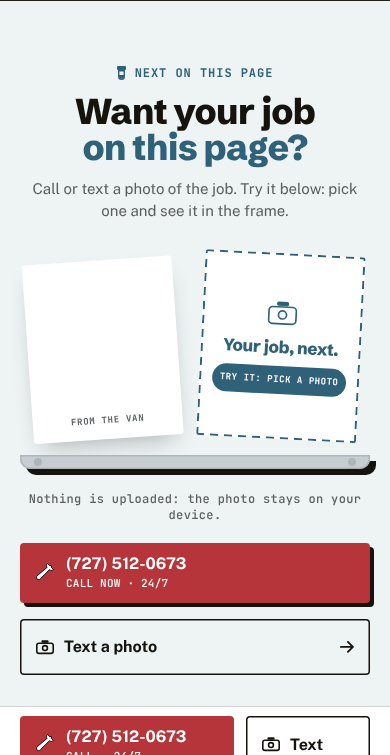 NEXT ON THIS PAGE
Want your job
on this page?
Call or text a photo of the job. Try it below: pick
one and see it in the frame.
Your job, next.
TRY IT: PICK A PHOTO
FROM THE VAN
Nothing is uploaded: the photo stays on your
device.
(727) 512-0673
CALL NOW · 24/7
Text a photo
(727) 512-0673
CALL · 24/7
Text